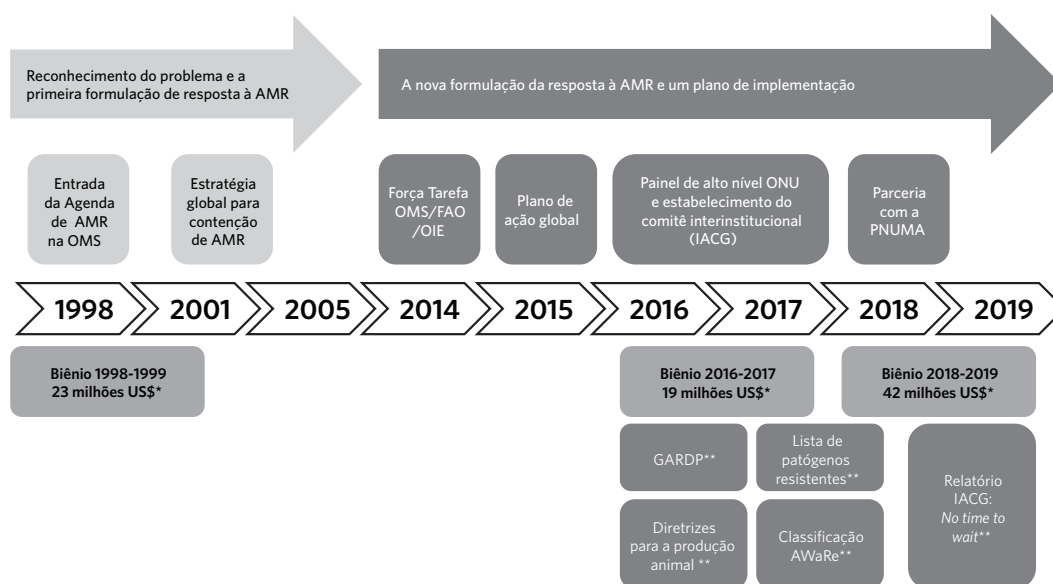 Reconhecimento do problema e a
primeira formulação de resposta à AMR
A nova formulação da resposta à AMR e um plano de implementação
Entrada
da Agenda
de AMR
na OMS
Estratégia
global para
contenção
de AMR
Força Tarefa
OMS/FAO
/OIE
Plano de
ação global
Painel de alto nível ONU
e estabelecimento do
comitê interinstitucional
(IACG)
Parceria
com a
PNUMA
1998
2001
2005
2014
2015
2016
2017
2018
2019
Biênio 1998-1999
23 milhões US$*
Biênio 2016-2017
19 milhões US$*
Biênio 2018-2019
42 milhões US$*
GARDP**
Lista de
patógenos
resistentes**
Diretrizes
para a produção
animal **
Classificação
AWaRe**
Relatório
IACG:
No time to
wait**